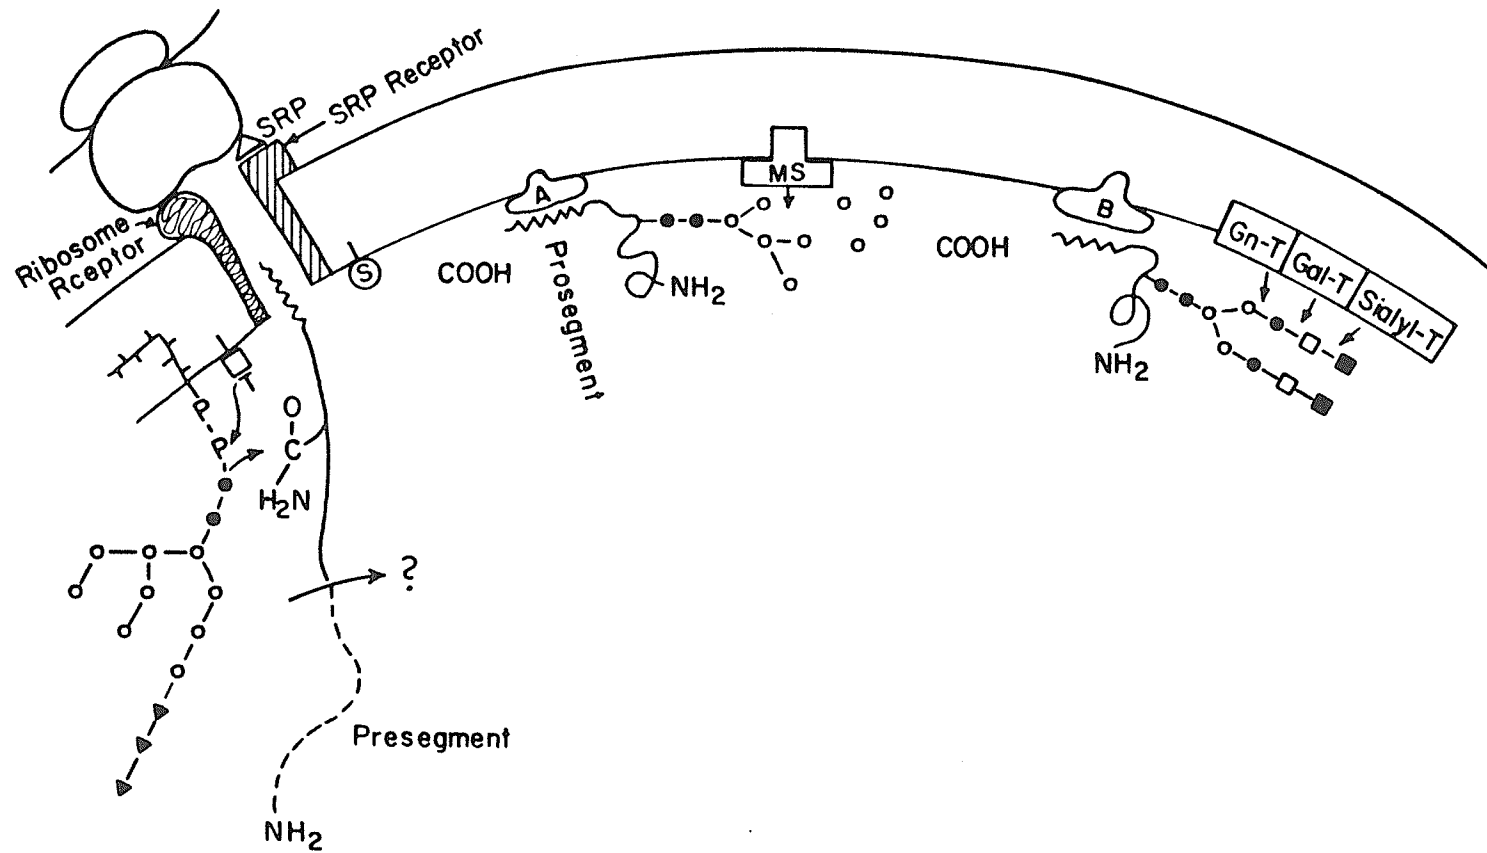 SRP
SRP Receptor
Ribosome
Rceptor
S
A
MS
B
COOH
Prosegment
NH2
COOH
NH2
Gn-T
Gal-T
Sialyl-T
P
P
O
C
H2N
?
Presegment
NH2